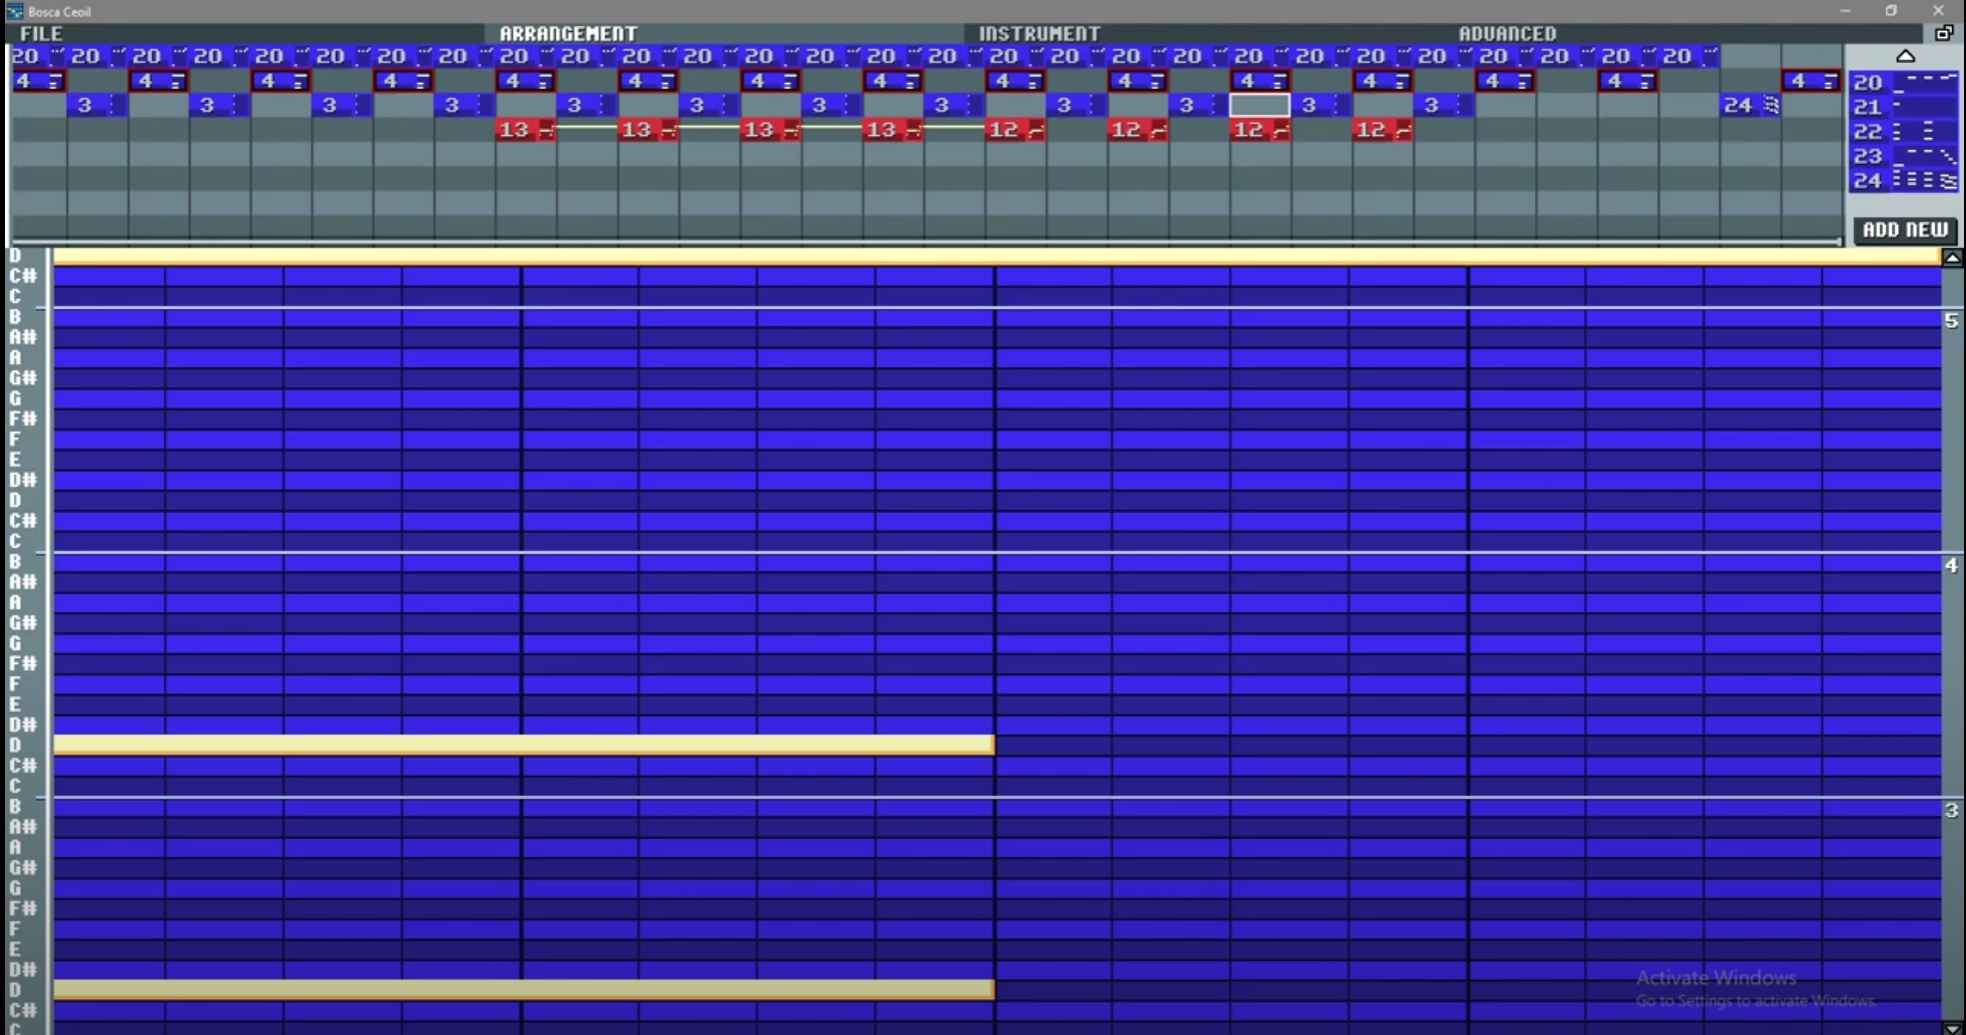 Bosca Ceoil
FILE ARRANGEMENT INSTRUMENT ADVANCED
20 20 20 20 20 20 20 20 20 20 20 20 20 20 20 20 20 20 20 20 20 20 20 20 20 20 20 20
4 4 4 4 4 4 4 4 4 4 4 4 4 4 4 20
3 3 3 3 3 3 3 3 3 3 3 3 24 21
13 13 13 13 12 12 12 12 22
23
24
ADD NEW
D
C#
C
B 5
A#
A
G#
G
F#
F
E
D#
D
C#
C
B 4
A#
A
G#
G
F#
F
E
D#
D
C#
C
B 3
A#
A
G#
G
F#
F
E
D#
Activate Windows
D
Go to Settings to activate Windows.
C#
C